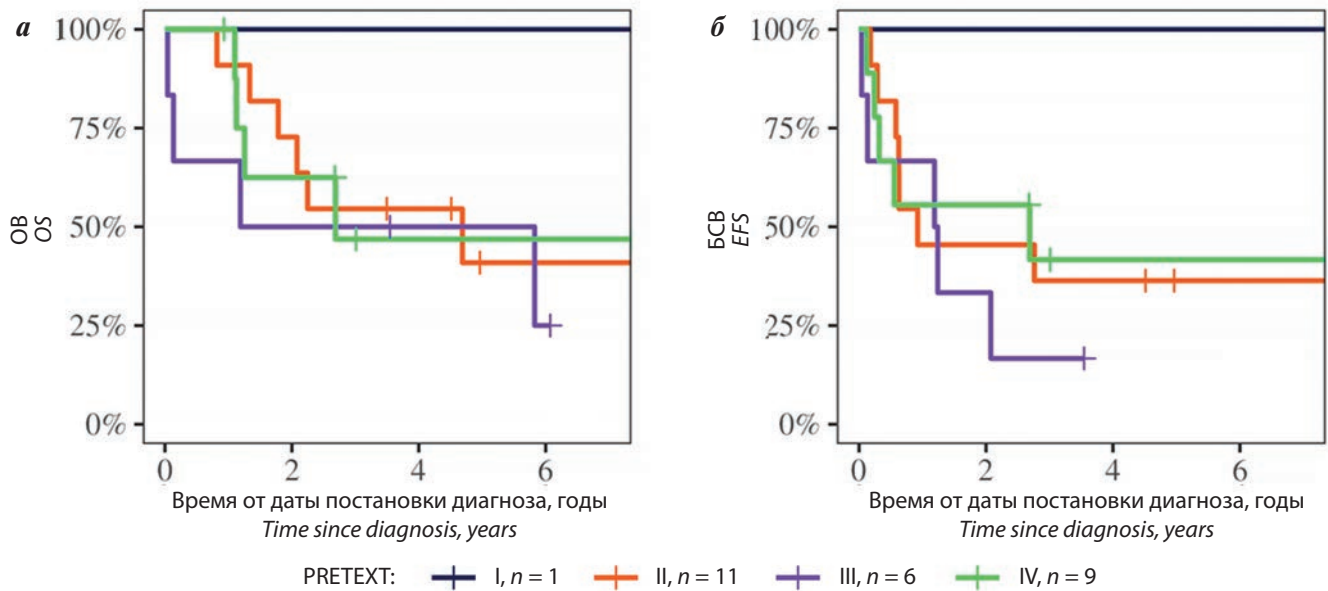 а
100%
75%
50%
25%
0%
ОВ
OS
0 2 4 6
Время от даты постановки диагноза, годы
Time since diagnosis, years
б
100%
75%
50%
25%
0%
БСВ
EFS
0 2 4 6
Время от даты постановки диагноза, годы
Time since diagnosis, years
PRETEXT: I, n = 1 II, n = 11 III, n = 6 IV, n = 9